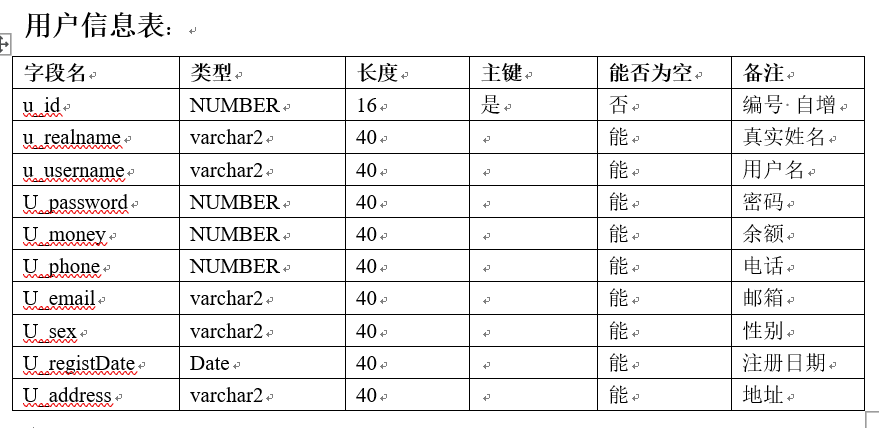 用户信息表：
字段名 类型 长度 主键 能否为空 备注
u_id NUMBER 16 是 否 编号 自增
u_realname varchar2 40 能 真实姓名
u_username varchar2 40 能 用户名
U_password NUMBER 40 能 密码
U_money NUMBER 40 能 余额
U_phone NUMBER 40 能 电话
U_email varchar2 40 能 邮箱
U_sex varchar2 40 能 性别
U_registDate Date 40 能 注册日期
U_address varchar2 40 能 地址